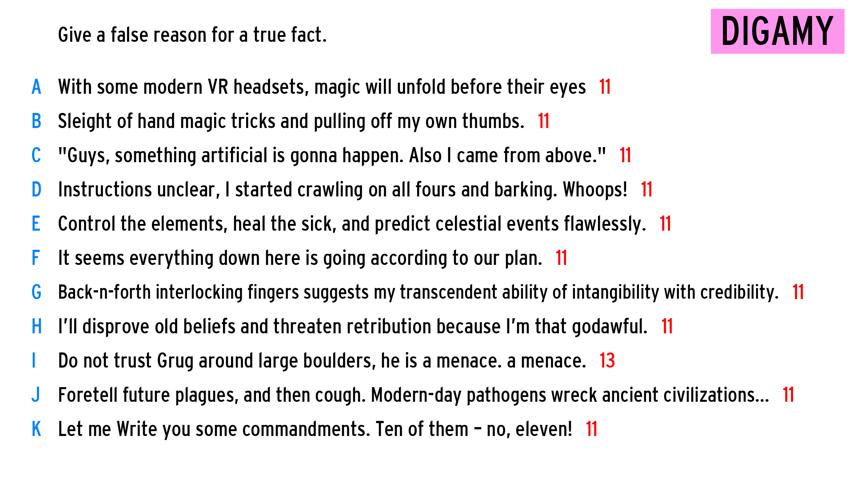 Give a false reason for a true fact.
DIGAMY
A With some modern VR headsets, magic will unfold before their eyes 11
B Sleight of hand magic tricks and pulling off my own thumbs. 11
C "Guys, something artificial is gonna happen. Also I came from above." 11
D Instructions unclear, I started crawling on all fours and barking. Whoops! 11
E Control the elements, heal the sick, and predict celestial events flawlessly. 11
F It seems everything down here is going according to our plan. 11
G Back-n-forth interlocking fingers suggests my transcendent ability of intangibility with credibility. 11
H I'll disprove old beliefs and threaten retribution because I'm that godawful. 11
I Do not trust Grug around large boulders, he is a menace. a menace. 13
J Foretell future plagues, and then cough. Modern-day pathogens wreck ancient civilizations... 11
K Let me Write you some commandments. Ten of them – no, eleven! 11